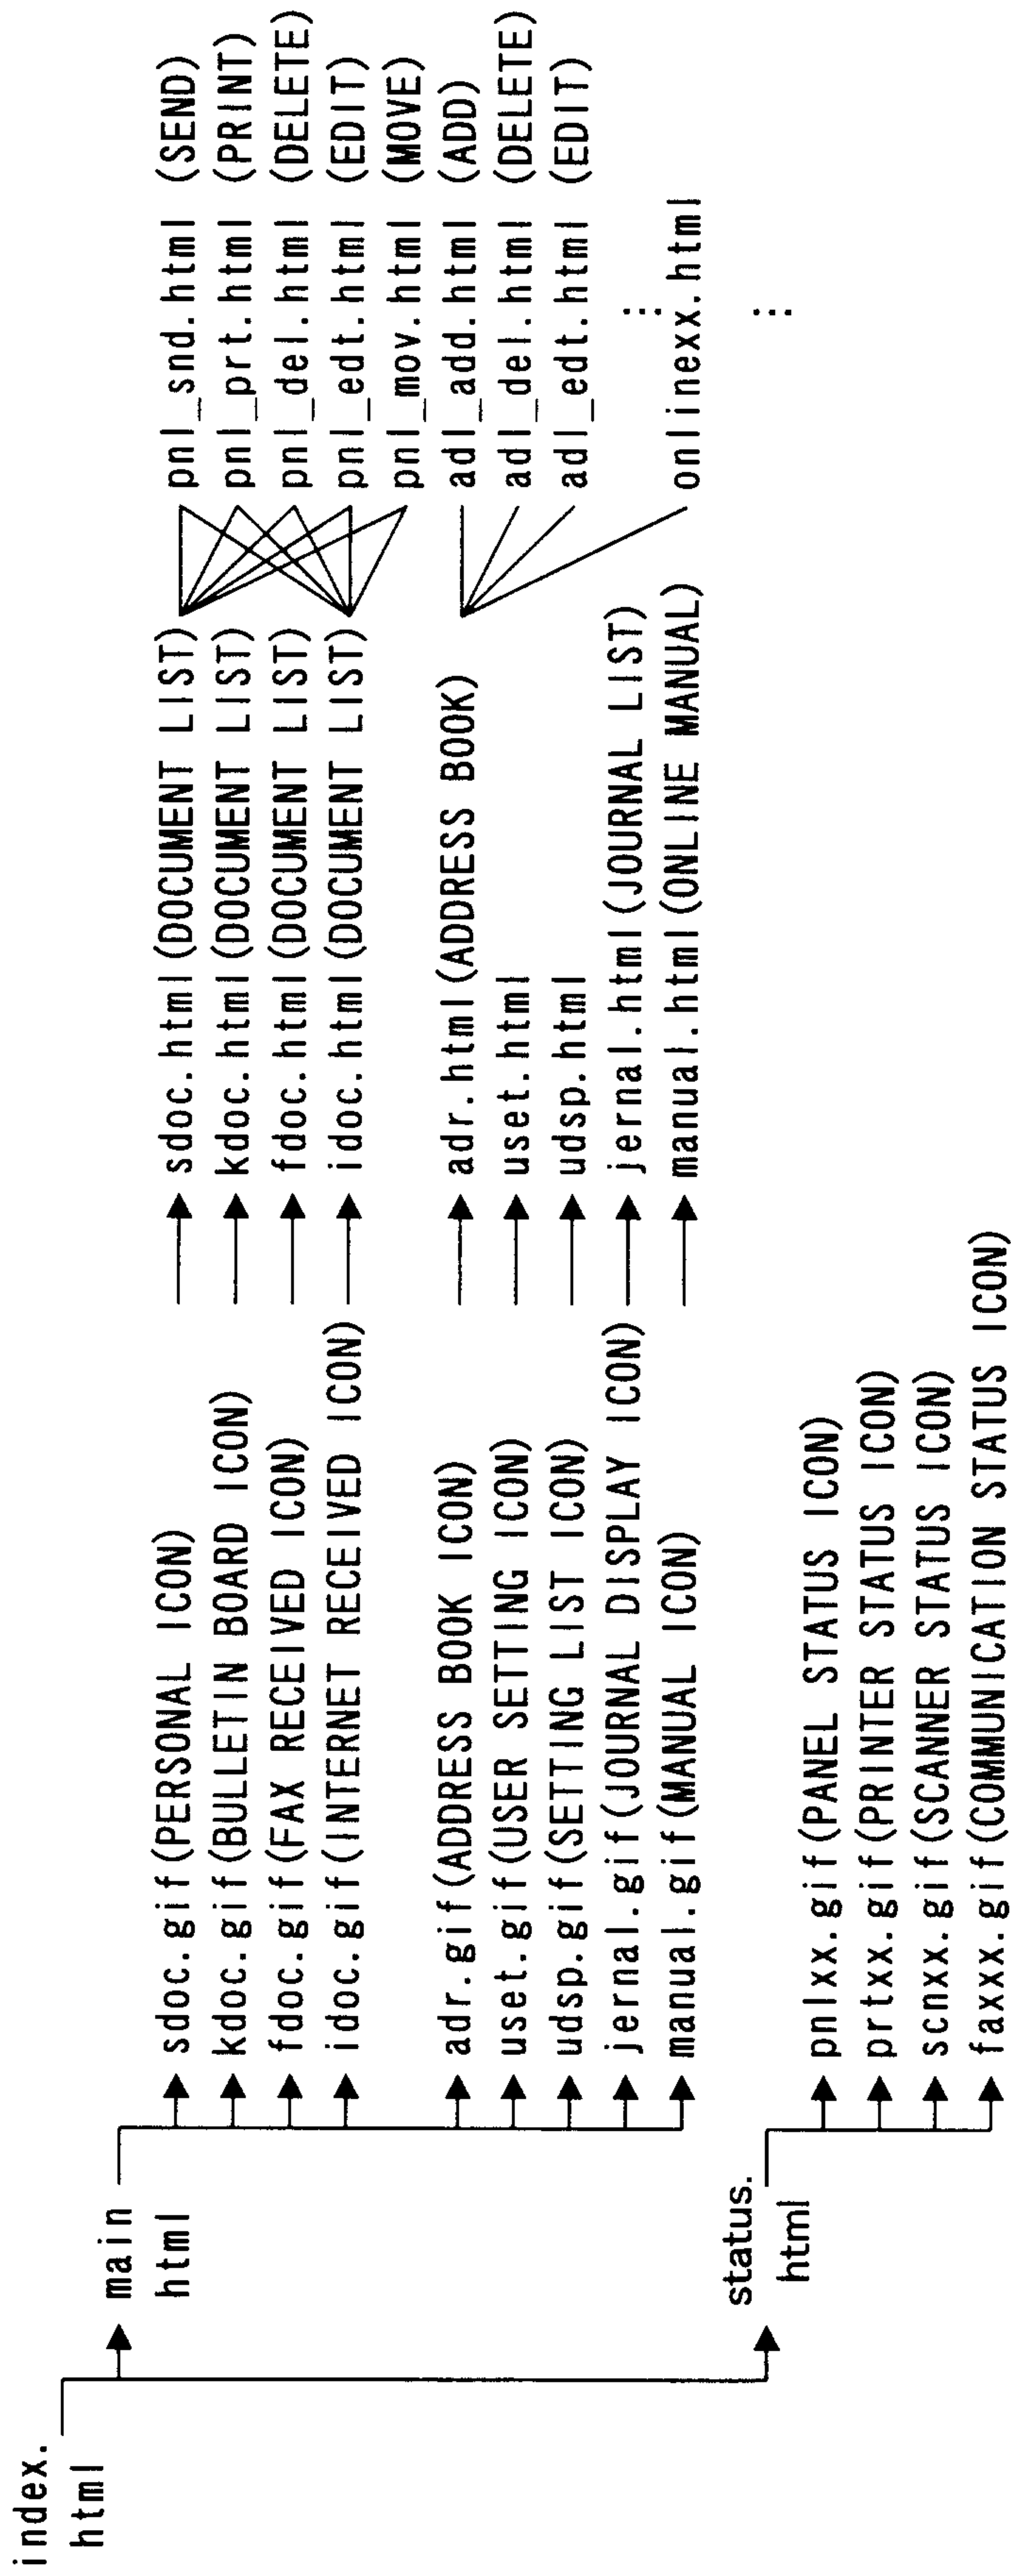 index.
html
main
html
sdoc.gif(PERSONAL ICON)
kdoc.gif(BULLETIN BOARD ICON)
fdoc.gif(FAX RECEIVED ICON)
idoc.gif(INTERNET RECEIVED ICON)
adr.gif(ADDRESS BOOK ICON)
uset.gif(USER SETTING ICON)
udsp.gif(SETTING LIST ICON)
jernal.gif(JOURNAL DISPLAY ICON)
manual.gif(MANUAL ICON)
status.
html
pnlxx.gif(PANEL STATUS ICON)
prtxx.gif(PRINTER STATUS ICON)
scnxx.gif(SCANNER STATUS ICON)
faxxx.gif(COMMUNICATION STATUS ICON)
sdoc.html(DOCUMENT LIST)
kdoc.html(DOCUMENT LIST)
fdoc.html(DOCUMENT LIST)
idoc.html(DOCUMENT LIST)
adr.html(ADDRESS BOOK)
uset.html
udsp.html
jernal.html(JOURNAL LIST)
manual.html(ONLINE MANUAL)
pnl_snd.html (SEND)
pnl_prt.html (PRINT)
pnl_del.html (DELETE)
pnl_edt.html (EDIT)
pnl_mov.html (MOVE)
adl_add.html (ADD)
adl_del.html (DELETE)
adl_edt.html (EDIT)
⋮
onlinexx.html
⋮